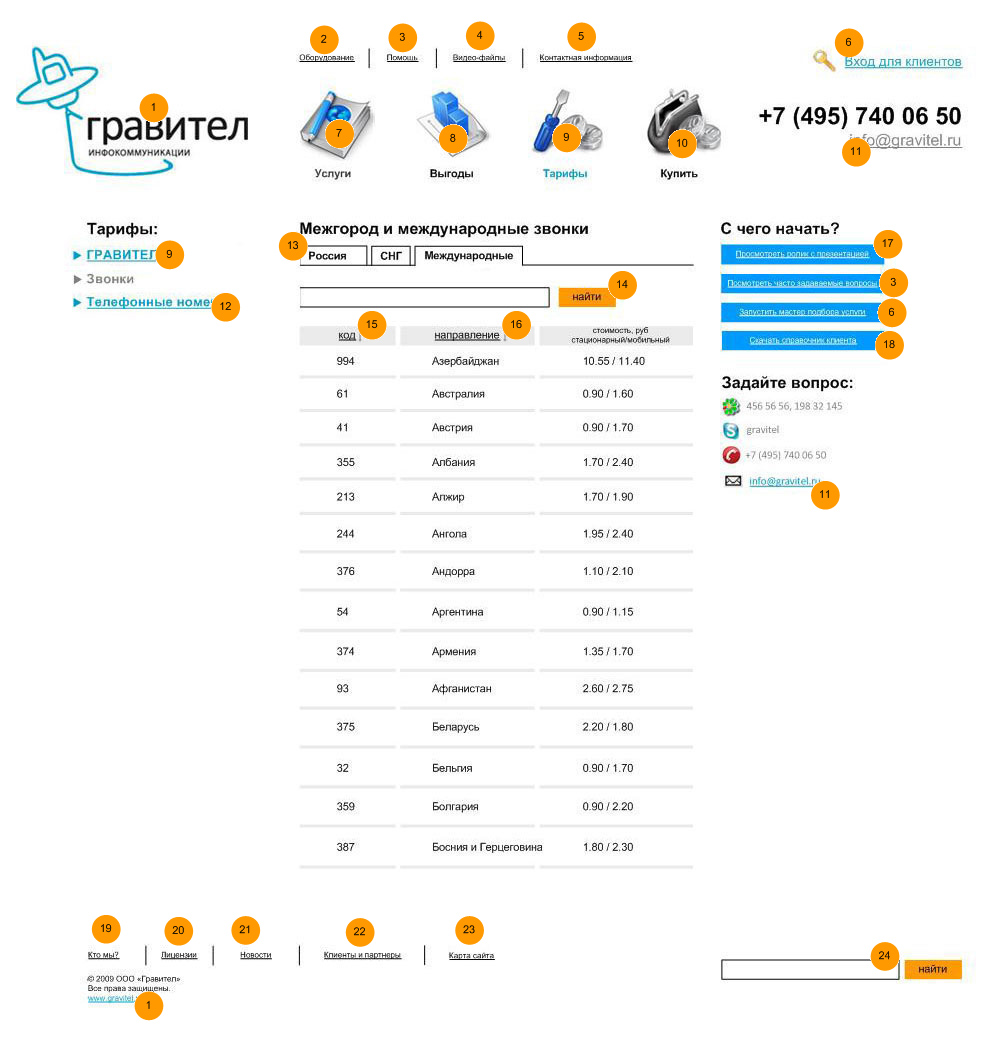 2
3
4
5
6
Оборудование
Помощь
Видео-файлы
Контактная информация
Вход для клиентов
1
гравител
ИНФОКОММУНИКАЦИИ
7
8
9
10
+7 (495) 740 06 50
info@gravitel.ru
11
Услуги
Выгоды
Тарифы
Купить
Тарифы:
ГРАВИТЕЛ
9
Звонки
Телефонные
12
Межгород и международные звонки
13
Россия
СНГ
Международные
14
найти
15
16
код
направление
стоимость, руб
стационарный/мобильный
994 Азербайджан 10.55 / 11.40
61 Австралия 0.90 / 1.60
41 Австрия 0.90 / 1.70
355 Албания 1.70 / 2.40
213 Алжир 1.70 / 1.90
244 Ангола 1.95 / 2.40
376 Андорра 1.10 / 2.10
54 Аргентина 0.90 / 1.15
374 Армения 1.35 / 1.70
93 Афганистан 2.60 / 2.75
375 Беларусь 2.20 / 1.80
32 Бельгия 0.90 / 1.70
359 Болгария 0.90 / 2.20
387 Босния и Герцеговина 1.80 / 2.30
С чего начать?
17
Просмотреть ролик с презентацией
Посмотреть часто задаваемые вопросы
3
Запустить мастер подбора услуги
6
Скачать справочник клиента
18
Задайте вопрос:
456 56 56, 198 32 145
gravitel
+7 (495) 740 06 50
info@gravitel.ru
11
19
20
21
22
23
Кто мы?
Лицензии
Новости
Клиенты и партнеры
Карта сайта
24
найти
© 2009 ООО «Гравител»
Все права защищены.
www.gravitel.
1